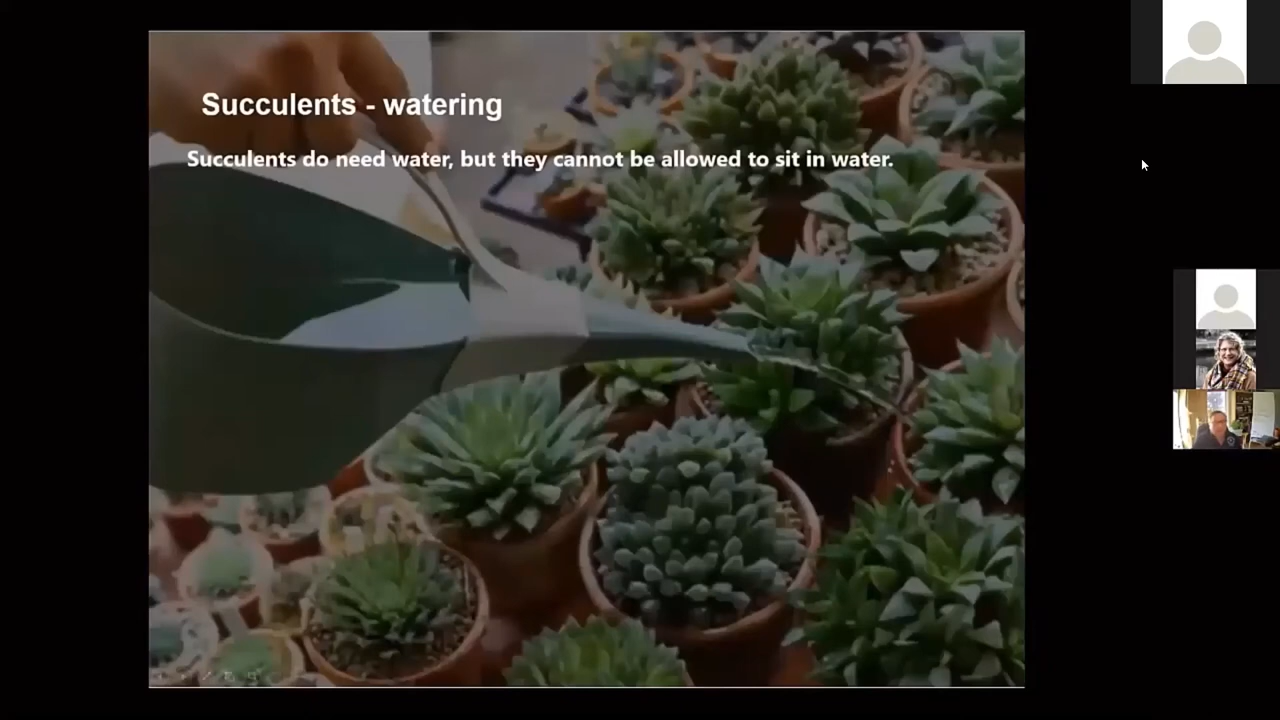 Succulents - watering
Succulents do need water, but they cannot be allowed to sit in water.